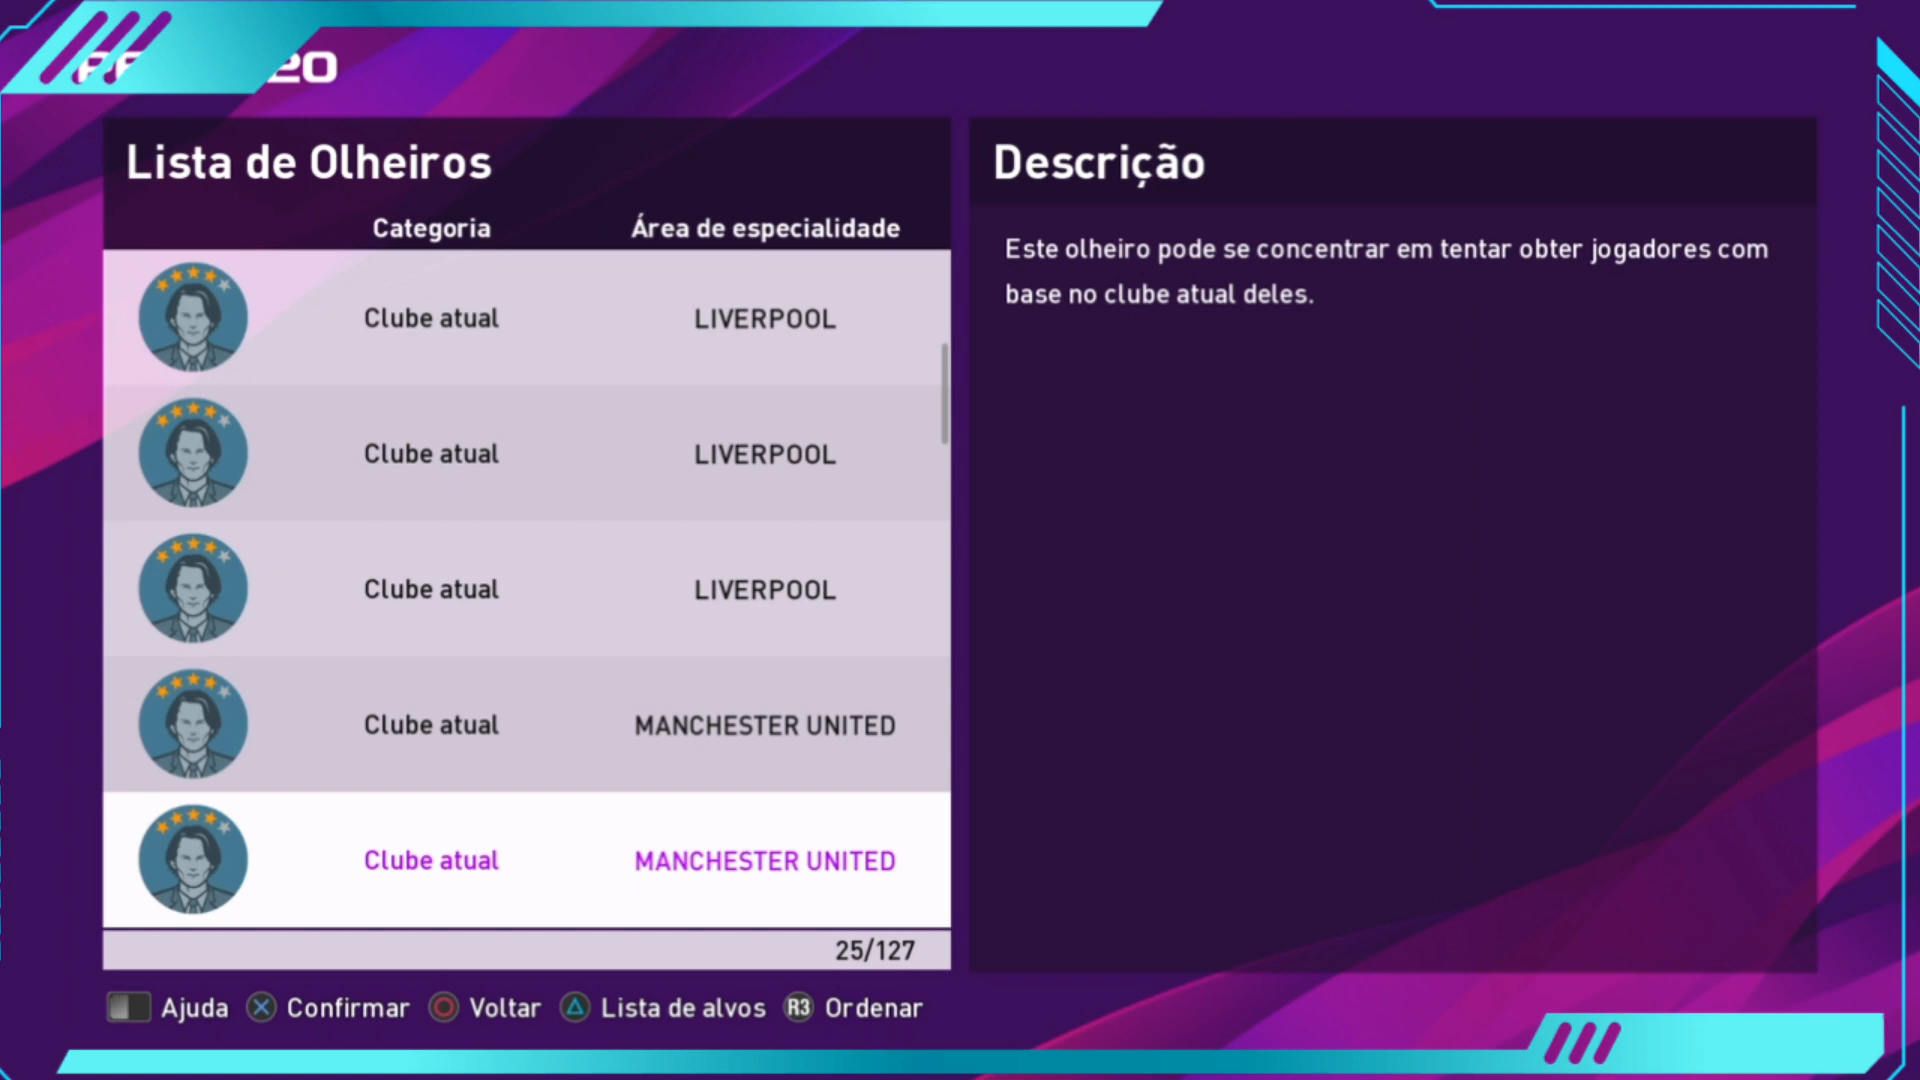 20
Lista de Olheiros
Categoria Área de especialidade
Clube atual LIVERPOOL
Clube atual LIVERPOOL
Clube atual LIVERPOOL
Clube atual MANCHESTER UNITED
Clube atual MANCHESTER UNITED
25/127
Descrição
Este olheiro pode se concentrar em tentar obter jogadores com
base no clube atual deles.
Ajuda Confirmar Voltar Lista de alvos R3 Ordenar